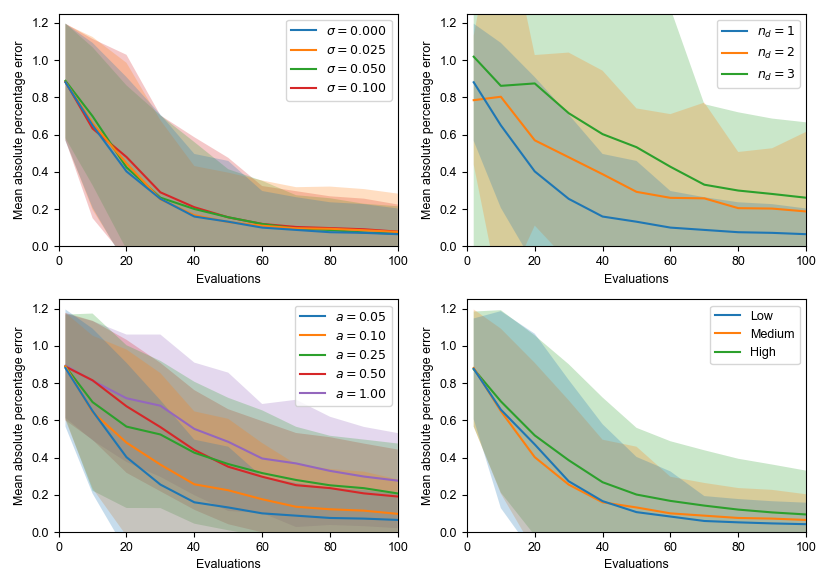 Mean absolute percentage error
1.2
1.0
0.8
0.6
0.4
0.2
0.0
0
20
40
60
80
100
Evaluations
σ = 0.000
σ = 0.025
σ = 0.050
σ = 0.100
Mean absolute percentage error
1.2
1.0
0.8
0.6
0.4
0.2
0.0
0
20
40
60
80
100
Evaluations
n_d = 1
n_d = 2
n_d = 3
Mean absolute percentage error
1.2
1.0
0.8
0.6
0.4
0.2
0.0
0
20
40
60
80
100
Evaluations
a = 0.05
a = 0.10
a = 0.25
a = 0.50
a = 1.00
Mean absolute percentage error
1.2
1.0
0.8
0.6
0.4
0.2
0.0
0
20
40
60
80
100
Evaluations
Low
Medium
High